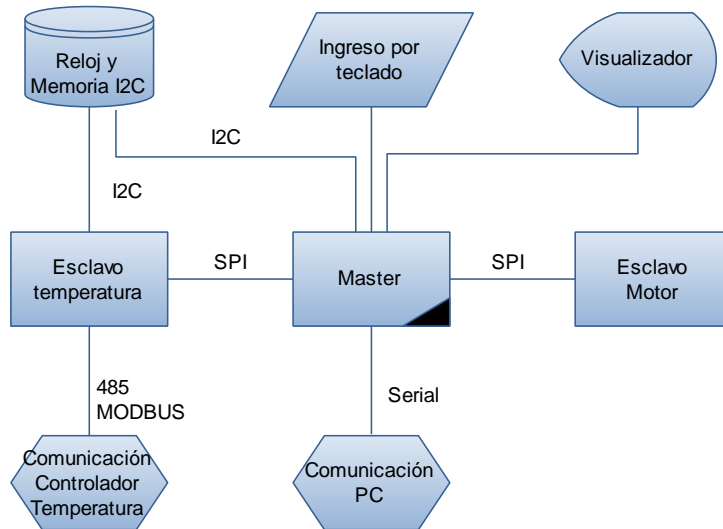 Reloj y
Memoria I2C
Ingreso por
teclado
Visualizador
I2C
I2C
Esclavo
temperatura
SPI
Master
SPI
Esclavo
Motor
485
MODBUS
Serial
Comunicación
Controlador
Temperatura
Comunicación
PC